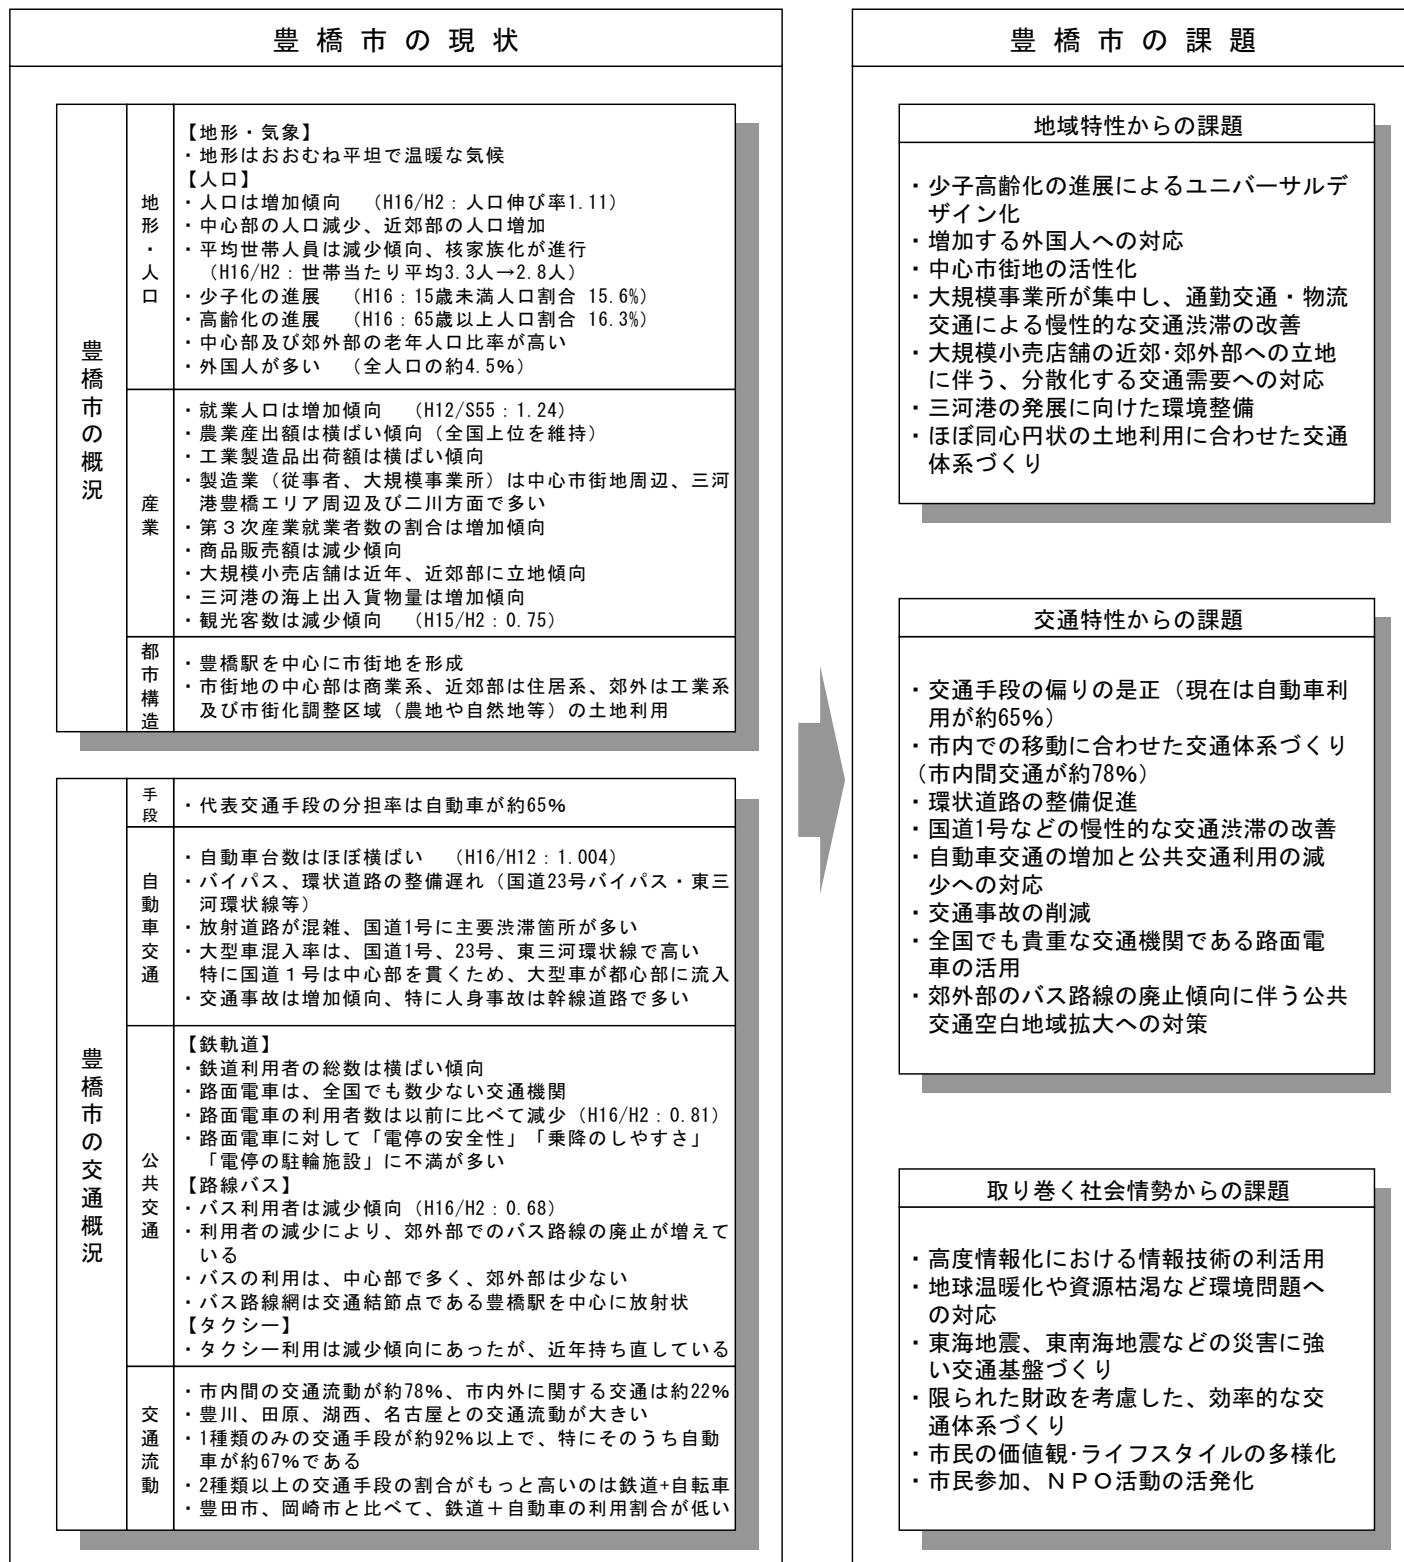 豊橋市の現状
豊橋市の概況
地形・人口
【地形・気象】
・地形はおおむね平坦で温暖な気候
【人口】
・人口は増加傾向　（H16/H2：人口伸び率1.11）
・中心部の人口減少、近郊部の人口増加
・平均世帯人員は減少傾向、核家族化が進行
（H16/H2：世帯当たり平均3.3人→2.8人）
・少子化の進展　（H16：15歳未満人口割合 15.6%）
・高齢化の進展　（H16：65歳以上人口割合 16.3%）
・中心部及び郊外部の老年人口比率が高い
・外国人が多い　（全人口の約4.5%）
産業
・就業人口は増加傾向　（H12/S55：1.24）
・農業産出額は横ばい傾向（全国上位を維持）
・工業製造品出荷額は横ばい傾向
・製造業（従事者、大規模事業所）は中心市街地周辺、三河
港豊橋エリア周辺及び二川方面で多い
・第３次産業就業者数の割合は増加傾向
・商品販売額は減少傾向
・大規模小売店舗は近年、近郊部に立地傾向
・三河港の海上出入貨物量は増加傾向
・観光客数は減少傾向　（H15/H2：0.75）
都市構造
・豊橋駅を中心に市街地を形成
・市街地の中心部は商業系、近郊部は住居系、郊外は工業系
及び市街化調整区域（農地や自然地等）の土地利用
豊橋市の交通概況
手段
・代表交通手段の分担率は自動車が約65%
自動車交通
・自動車台数はほぼ横ばい　（H16/H12：1.004）
・バイパス、環状道路の整備遅れ（国道23号バイパス・東三
河環状線等）
・放射道路が混雑、国道1号に主要渋滞箇所が多い
・大型車混入率は、国道1号、23号、東三河環状線で高い
特に国道１号は中心部を貫くため、大型車が都心部に流入
・交通事故は増加傾向、特に人身事故は幹線道路で多い
公共交通
【鉄軌道】
・鉄道利用者の総数は横ばい傾向
・路面電車は、全国でも数少ない交通機関
・路面電車の利用者数は以前に比べて減少（H16/H2：0.81）
・路面電車に対して「電停の安全性」「乗降のしやすさ」
「電停の駐輪施設」に不満が多い
【路線バス】
・バス利用者は減少傾向（H16/H2：0.68）
・利用者の減少により、郊外部でのバス路線の廃止が増えて
いる
・バスの利用は、中心部で多く、郊外部は少ない
・バス路線網は交通結節点である豊橋駅を中心に放射状
【タクシー】
・タクシー利用は減少傾向にあったが、近年持ち直している
交通流動
・市内間の交通流動が約78%、市内外に関する交通は約22%
・豊川、田原、湖西、名古屋との交通流動が大きい
・1種類のみの交通手段が約92%以上で、特にそのうち自動
車が約67%である
・2種類以上の交通手段の割合がもっと高いのは鉄道+自転車
・豊田市、岡崎市と比べて、鉄道＋自動車の利用割合が低い
豊橋市の課題
地域特性からの課題
・少子高齢化の進展によるユニバーサルデ
ザイン化
・増加する外国人への対応
・中心市街地の活性化
・大規模事業所が集中し、通勤交通・物流
交通による慢性的な交通渋滞の改善
・大規模小売店舗の近郊･郊外部への立地
に伴う、分散化する交通需要への対応
・三河港の発展に向けた環境整備
・ほぼ同心円状の土地利用に合わせた交通
体系づくり
交通特性からの課題
・交通手段の偏りの是正（現在は自動車利
用が約65%）
・市内での移動に合わせた交通体系づくり
（市内間交通が約78%）
・環状道路の整備促進
・国道1号などの慢性的な交通渋滞の改善
・自動車交通の増加と公共交通利用の減
少への対応
・交通事故の削減
・全国でも貴重な交通機関である路面電
車の活用
・郊外部のバス路線の廃止傾向に伴う公共
交通空白地域拡大への対策
取り巻く社会情勢からの課題
・高度情報化における情報技術の利活用
・地球温暖化や資源枯渇など環境問題へ
の対応
・東海地震、東南海地震などの災害に強
い交通基盤づくり
・限られた財政を考慮した、効率的な交
通体系づくり
・市民の価値観･ライフスタイルの多様化
・市民参加、ＮＰＯ活動の活発化